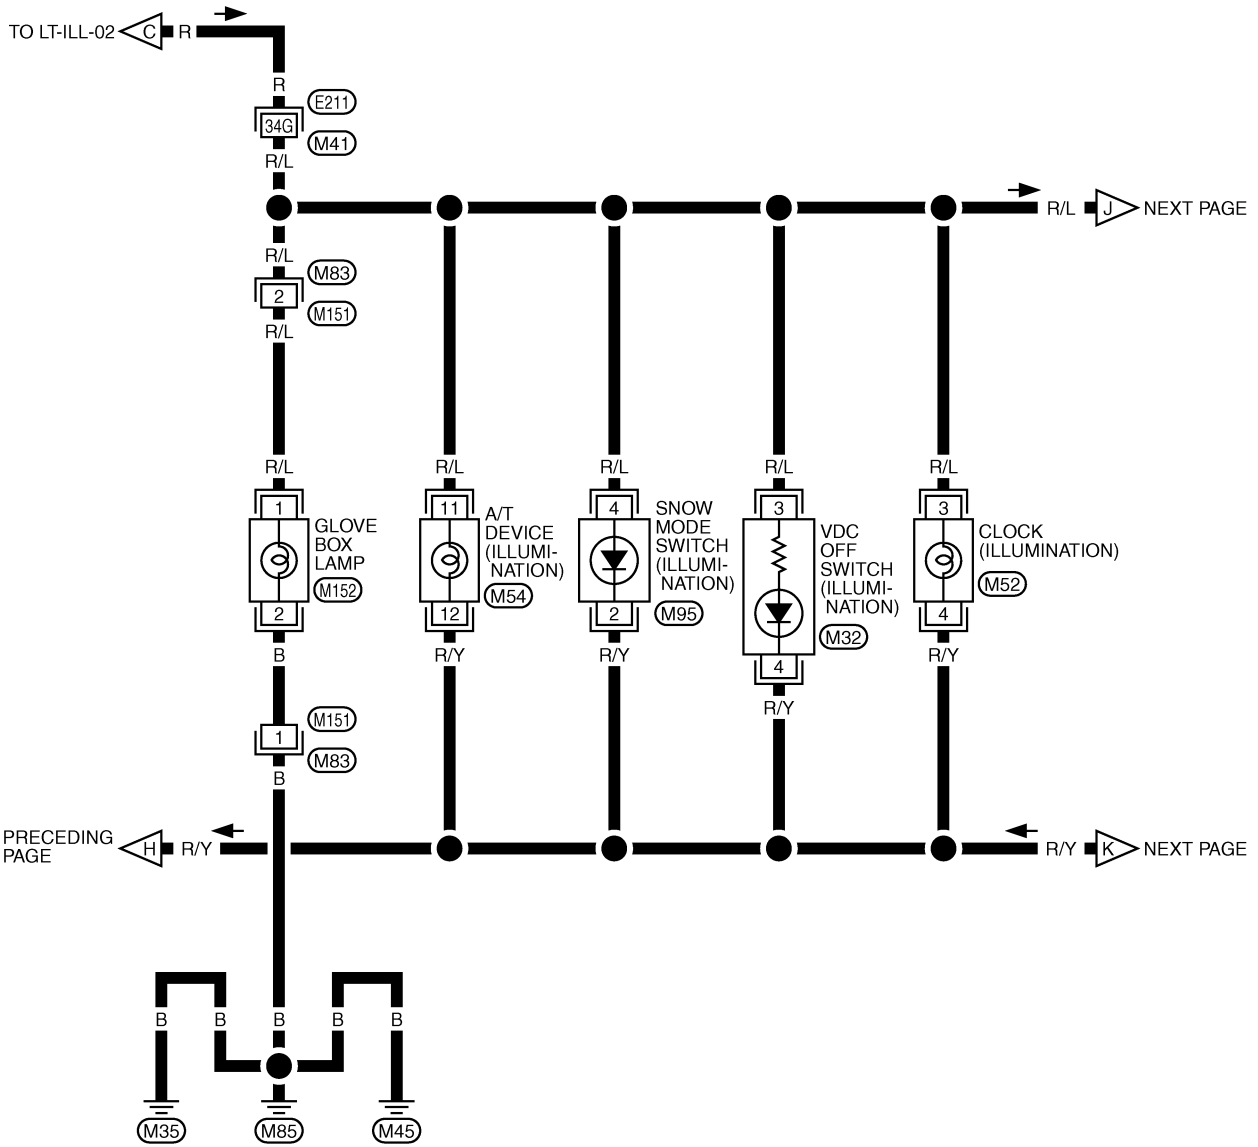 TO LT-ILL-02
C
R
R
E211
34G
M41
R/L
R/L
J
NEXT PAGE
R/L
M83
2
M151
R/L
R/L
R/L
R/L
R/L
R/L
1
GLOVE
BOX
LAMP
M152
2
11
A/T
DEVICE
(ILLUMI-
NATION)
M54
12
4
SNOW
MODE
SWITCH
(ILLUMI-
NATION)
M95
2
3
VDC
OFF
SWITCH
(ILLUMI-
NATION)
M32
4
3
CLOCK
(ILLUMINATION)
M52
4
B
R/Y
R/Y
R/Y
R/Y
M151
1
M83
B
PRECEDING
PAGE
H
R/Y
R/Y
K
NEXT PAGE
B
B
B
B
B
M35
M85
M45